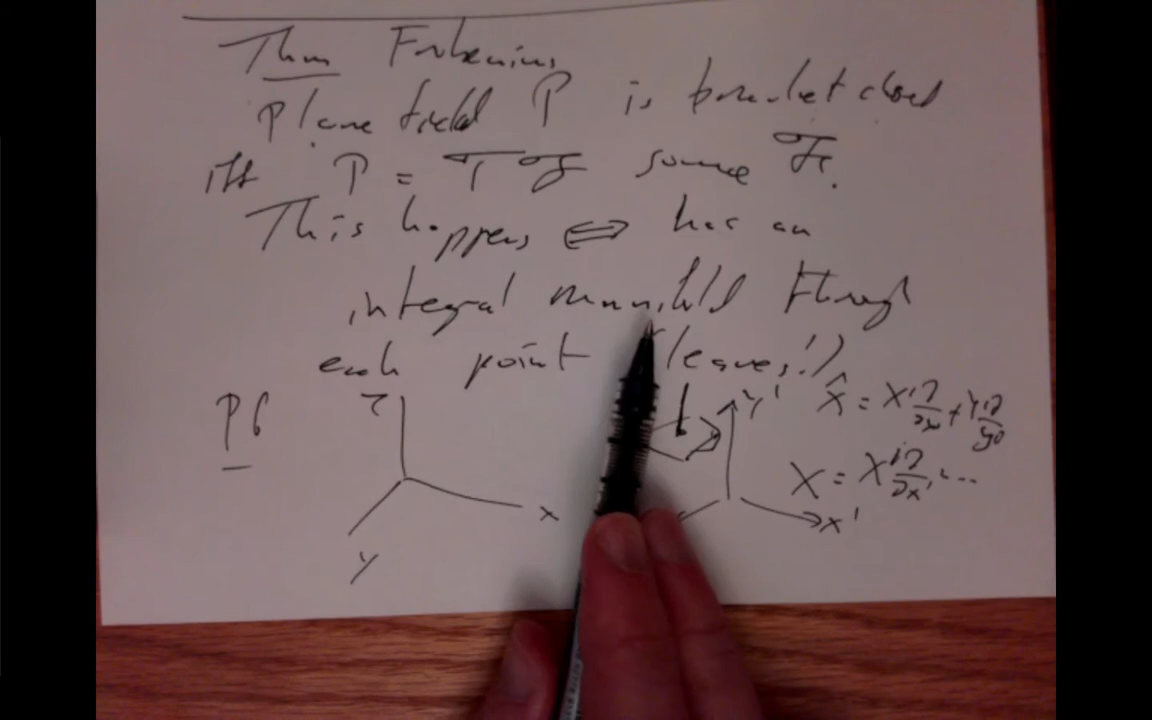 Thm Frobenius
Plane field P is bracket closed
iff P = TF some F.
This happens ⇔ has an
integral manifold through
each point (leaves!)
Pf
z
x
y
y'
x'
X̂ = X^i ∂/∂x^i + Y^i ∂/∂y^i
X = X^i ∂/∂x^i, ...